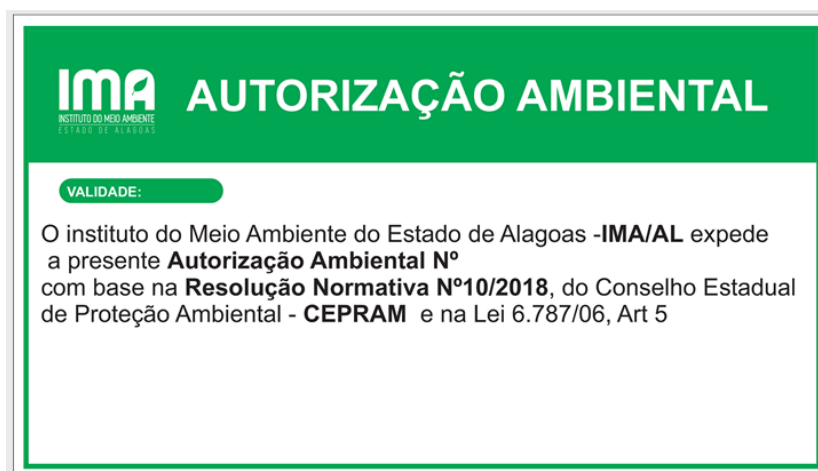 IMA
INSTITUTO DO MEIO AMBIENTE
ESTADO DE ALAGOAS
AUTORIZAÇÃO AMBIENTAL
VALIDADE:
O instituto do Meio Ambiente do Estado de Alagoas -IMA/AL expede
a presente Autorização Ambiental Nº
com base na Resolução Normativa Nº10/2018, do Conselho Estadual
de Proteção Ambiental - CEPRAM e na Lei 6.787/06, Art 5